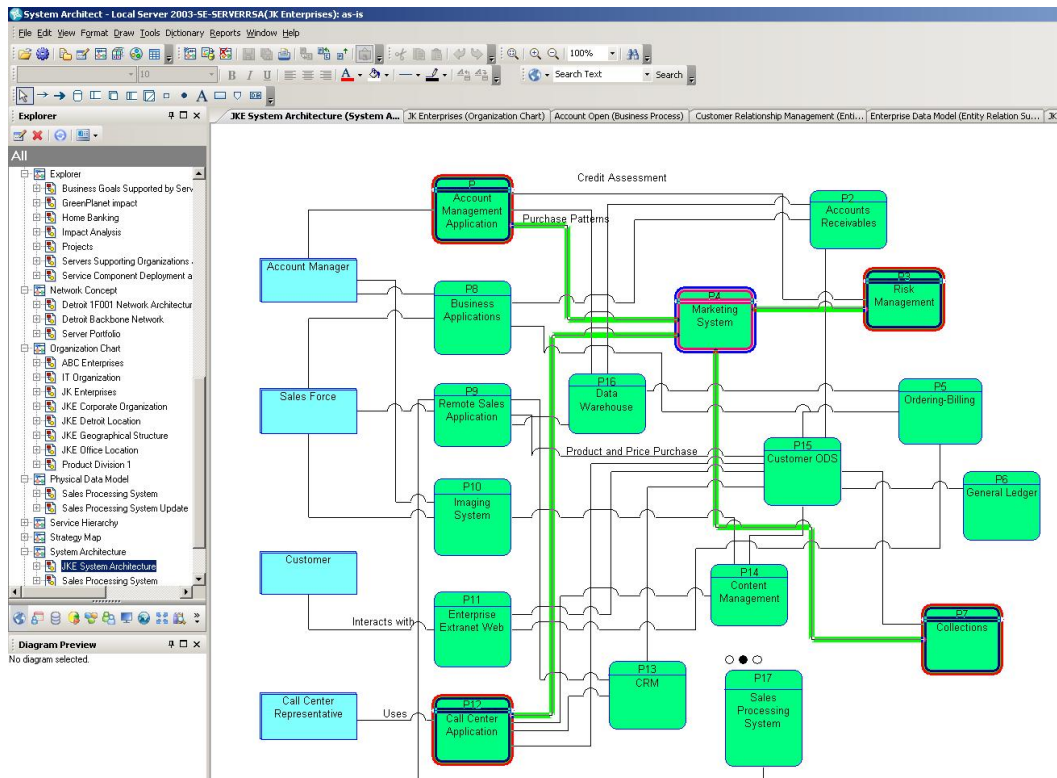 System Architect - Local Server 2003-SE-SERVERRSA(JK Enterprises): as-is
File Edit View Format Draw Tools Dictionary Reports Window Help
100%
10
B I U
Search Text
Search
A
Explorer
JKE System Architecture (System A...
JK Enterprises (Organization Chart)
Account Open (Business Process)
Customer Relationship Management (Enti...
Enterprise Data Model (Entity Relation Su...
All
Explorer
Business Goals Supported by Serv
GreenPlanet impact
Home Banking
Impact Analysis
Projects
Servers Supporting Organizations
Service Component Deployment a
Network Concept
Detroit 1F001 Network Architectur
Detroit Backbone Network
Server Portfolio
Organization Chart
ABC Enterprises
IT Organization
JK Enterprises
JKE Corporate Organization
JKE Detroit Location
JKE Geographical Structure
JKE Office Location
Product Division 1
Physical Data Model
Sales Processing System
Sales Processing System Update
Service Hierarchy
Strategy Map
System Architecture
JKE System Architecture
Sales Processing System
Diagram Preview
No diagram selected.
Credit Assessment
P
Account
Management
Application
Purchase Patterns
P2
Accounts
Receivables
Account Manager
P8
Business
Applications
P4
Marketing
System
P3
Risk
Management
Sales Force
P9
Remote Sales
Application
P16
Data
Warehouse
P5
Ordering-Billing
Product and Price Purchase
P15
Customer ODS
P10
Imaging
System
P6
General Ledger
Customer
Interacts with
P11
Enterprise
Extranet Web
P14
Content
Management
P7
Collections
P13
CRM
P17
Sales
Processing
System
Call Center
Representative
Uses
P12
Call Center
Application